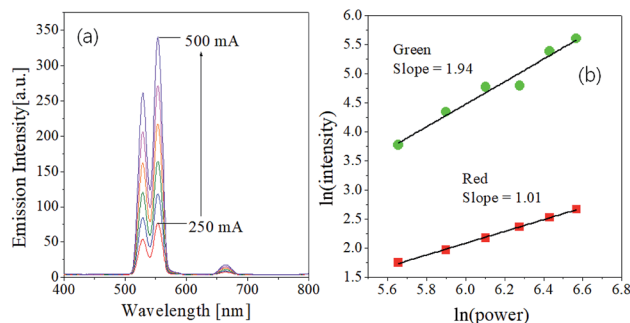 (a)
500 mA
250 mA
Emission Intensity[a.u.]
350
300
250
200
150
100
50
0
400
500
600
700
800
Wavelength [nm]
(b)
Green
Slope = 1.94
Red
Slope = 1.01
ln(intensity)
6.0
5.5
5.0
4.5
4.0
3.5
3.0
2.5
2.0
1.5
5.6
5.8
6.0
6.2
6.4
6.6
6.8
ln(power)